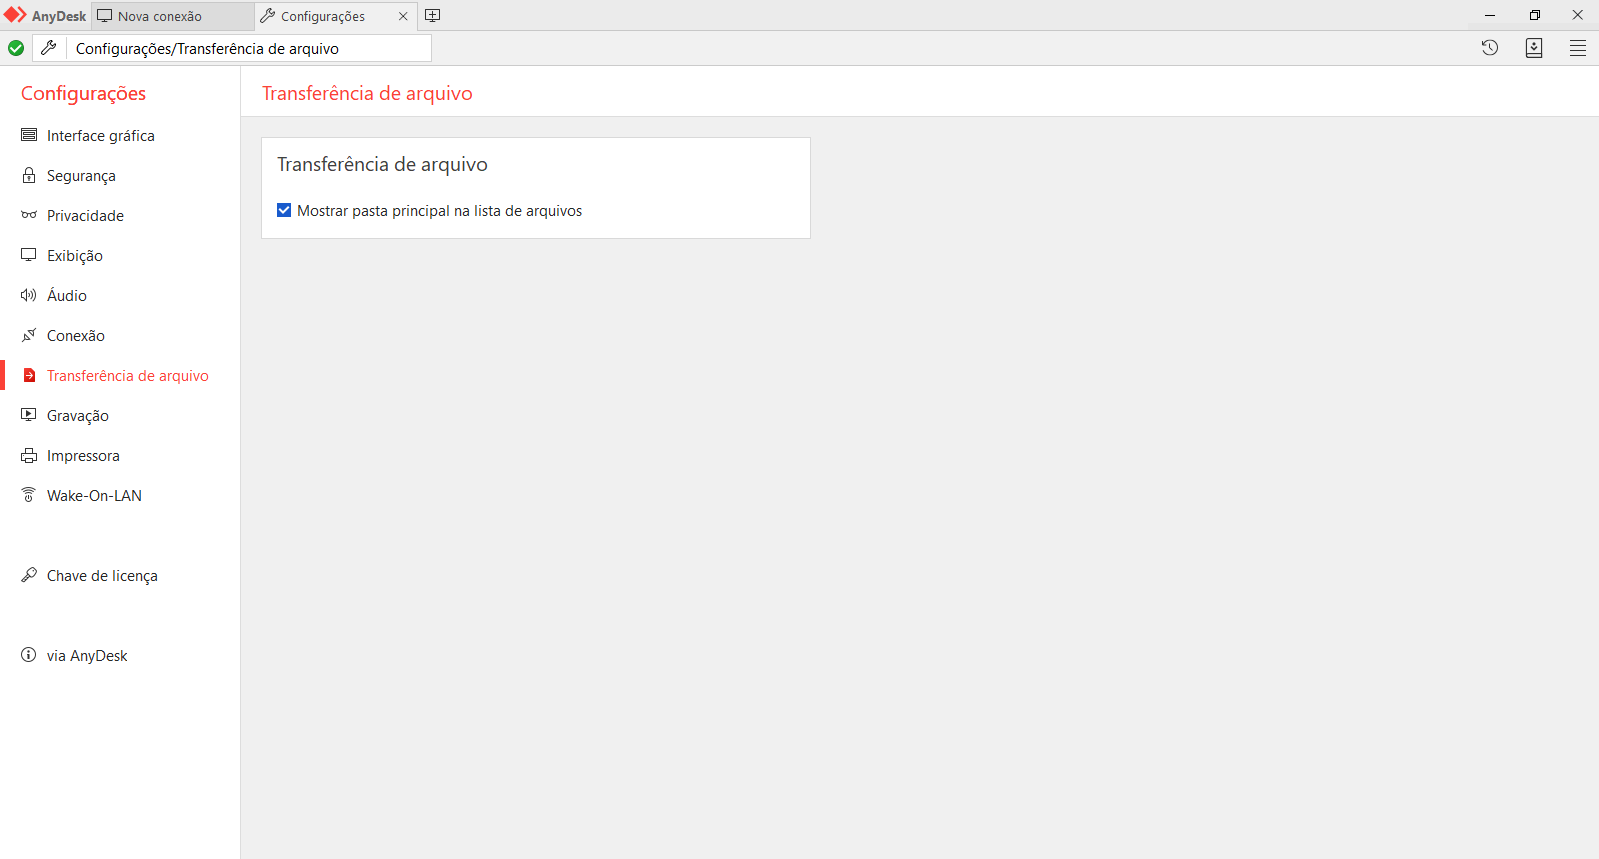 AnyDesk
Nova conexão
Configurações
Configurações/Transferência de arquivo
Configurações
Interface gráfica
Segurança
Privacidade
Exibição
Áudio
Conexão
Transferência de arquivo
Gravação
Impressora
Wake-On-LAN
Chave de licença
via AnyDesk
Transferência de arquivo
Transferência de arquivo
Mostrar pasta principal na lista de arquivos